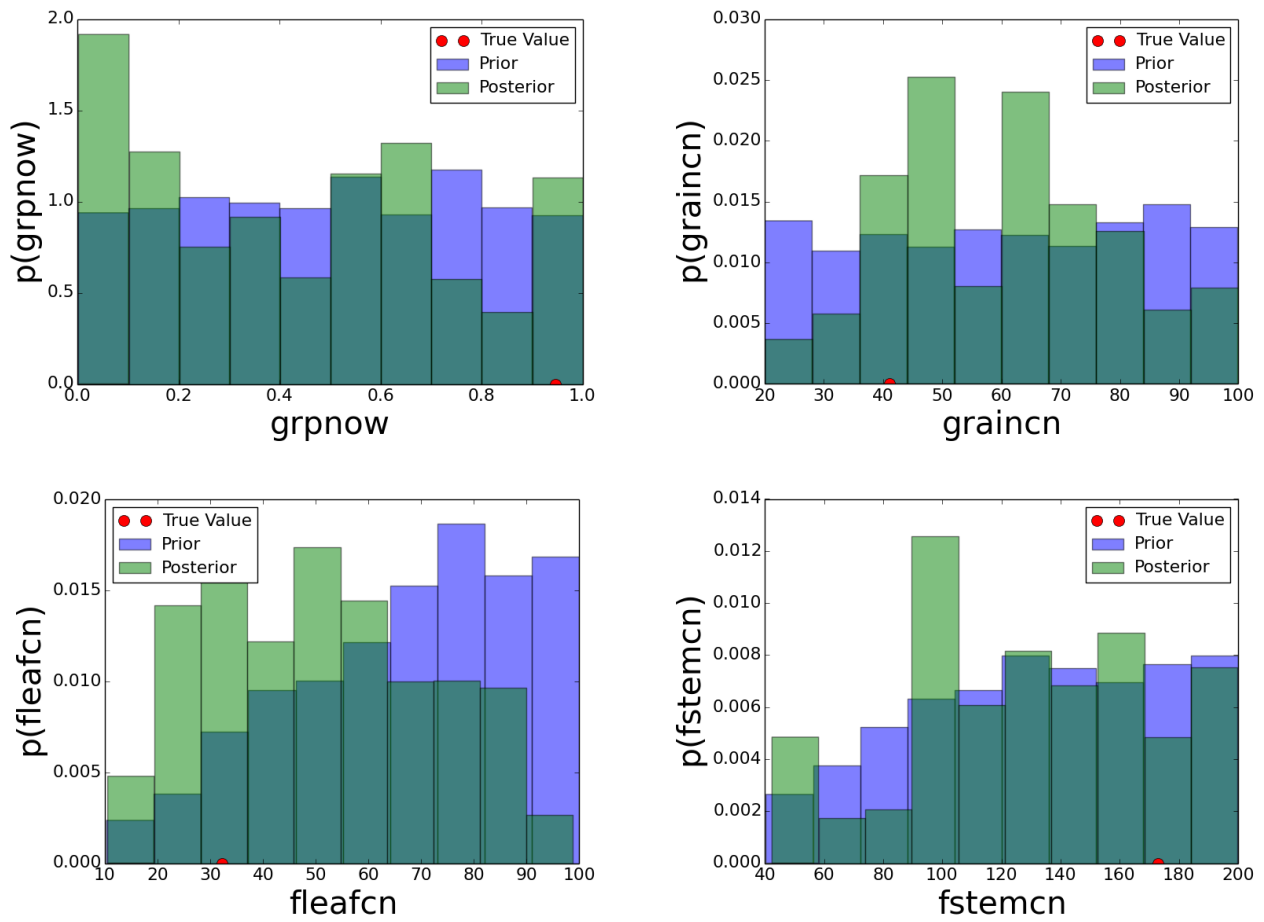 2.0
1.5
1.0
0.5
0.0
p(grpnow)
True Value
Prior
Posterior
0.0 0.2 0.4 0.6 0.8 1.0
grpnow
0.030
0.025
0.020
0.015
0.010
0.005
0.000
p(graincn)
True Value
Prior
Posterior
20 30 40 50 60 70 80 90 100
graincn
0.020
0.015
0.010
0.005
0.000
p(fleafcn)
True Value
Prior
Posterior
10 20 30 40 50 60 70 80 90 100
fleafcn
0.014
0.012
0.010
0.008
0.006
0.004
0.002
0.000
p(fstemcn)
True Value
Prior
Posterior
40 60 80 100 120 140 160 180 200
fstemcn